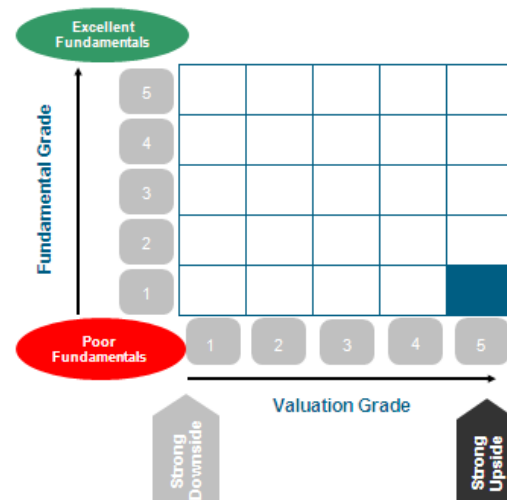 Excellent
Fundamentals
Fundamental Grade
5
4
3
2
1
Poor
Fundamentals
1
2
3
4
5
Valuation Grade
Strong
Downside
Strong
Upside